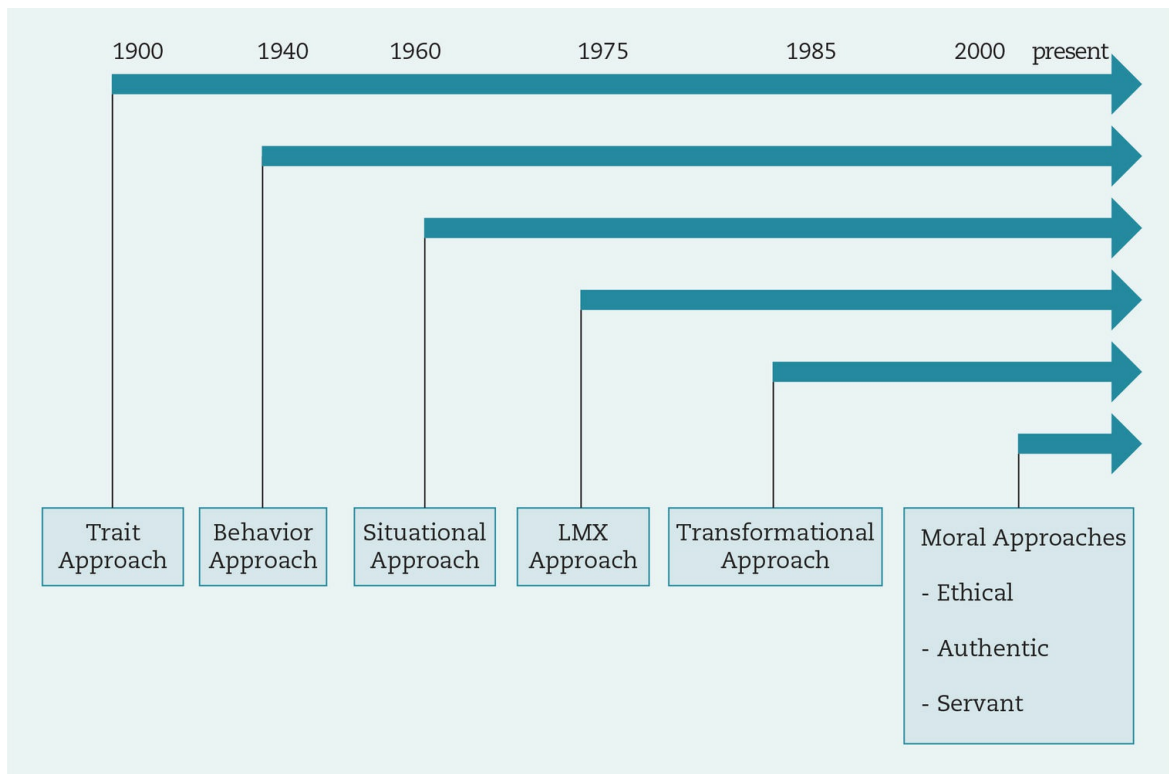 1900 1940 1960 1975 1985 2000 present
Trait
Approach
Behavior
Approach
Situational
Approach
LMX
Approach
Transformational
Approach
Moral Approaches
- Ethical
- Authentic
- Servant